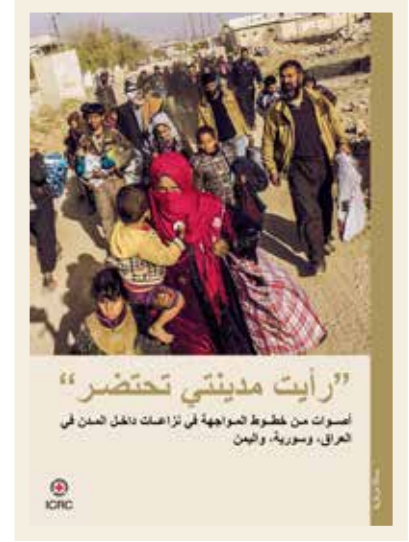 ”رأيت مدينتي تحتضر“
أصوات من خطوط المواجهة في نزاعات داخل المدن في
العراق، وسورية، واليمن
ICRC